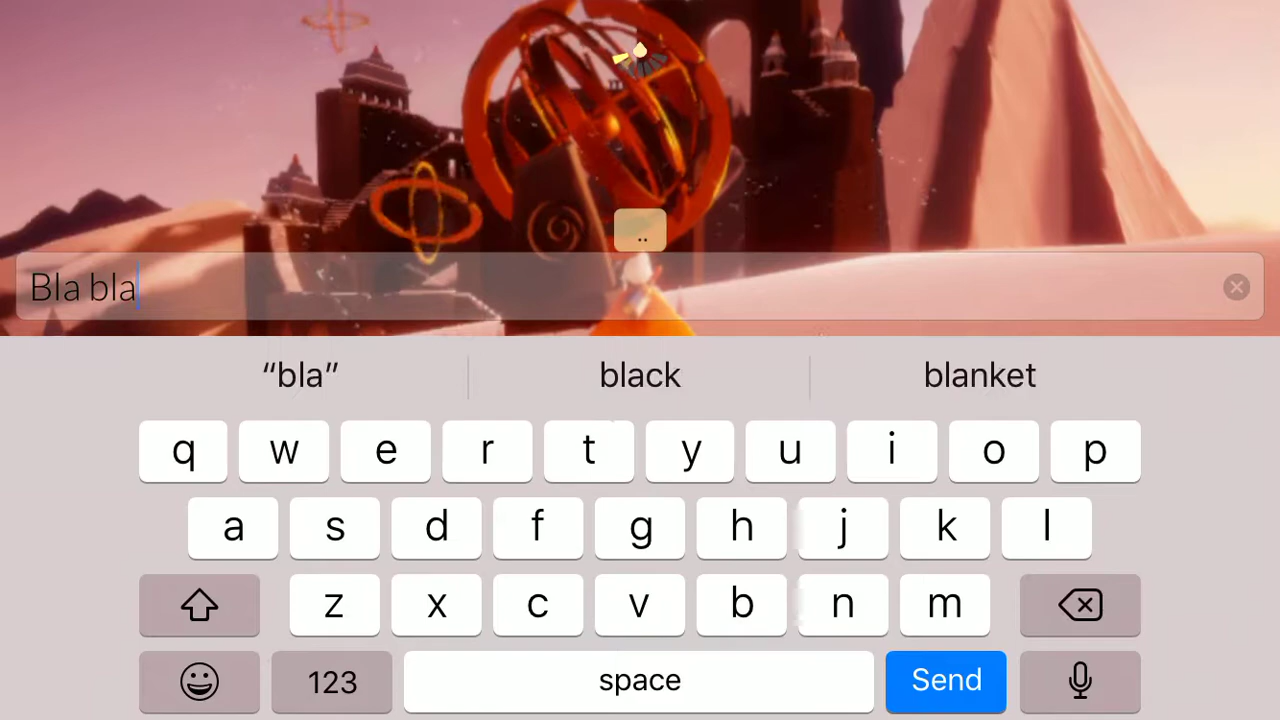 ..
Bla bla
“bla” black blanket
q w e r t y u i o p
a s d f g h j k l
z x c v b n m
123 space Send